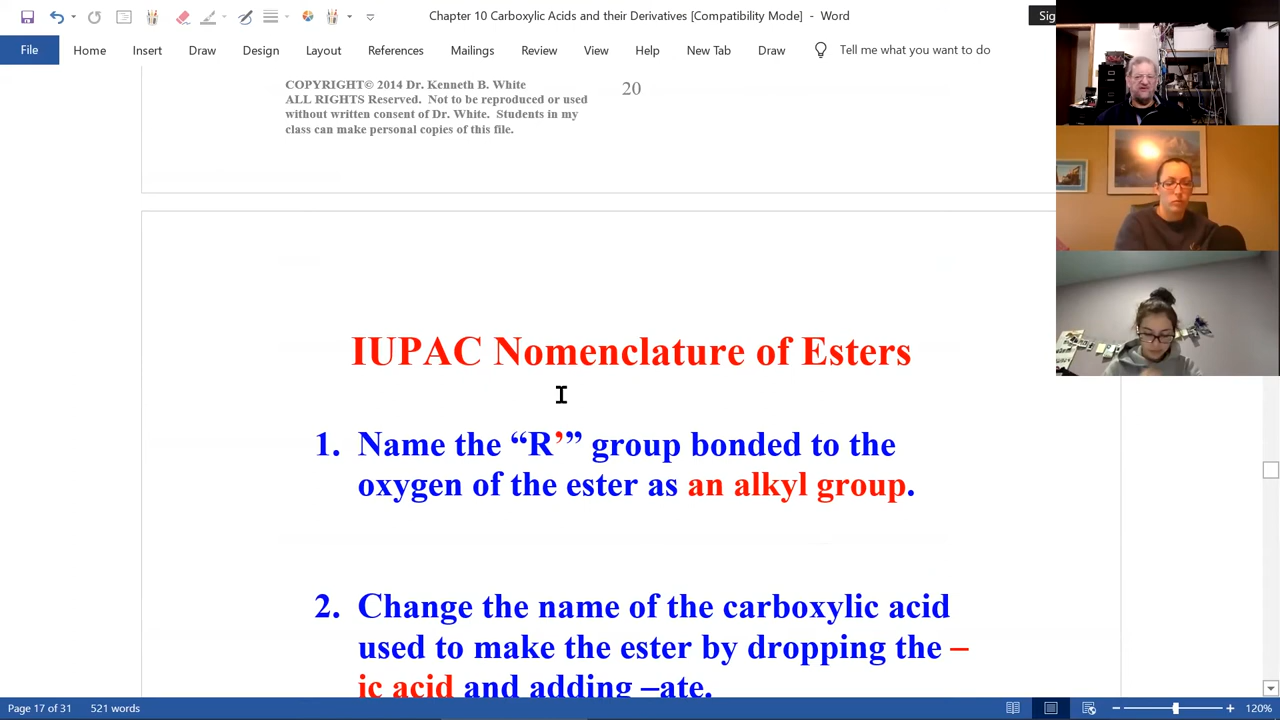 Chapter 10 Carboxylic Acids and their Derivatives [Compatibility Mode] - Word
Sig
File Home Insert Draw Design Layout References Mailings Review View Help New Tab Draw Tell me what you want to do
COPYRIGHT© 2014 Dr. Kenneth B. White
ALL RIGHTS Reserved. Not to be reproduced or used
without written consent of Dr. White. Students in my
class can make personal copies of this file.
20
IUPAC Nomenclature of Esters
1. Name the “R’” group bonded to the
oxygen of the ester as an alkyl group.
2. Change the name of the carboxylic acid
used to make the ester by dropping the –
ic acid and adding –ate.
Page 17 of 31 521 words 120%